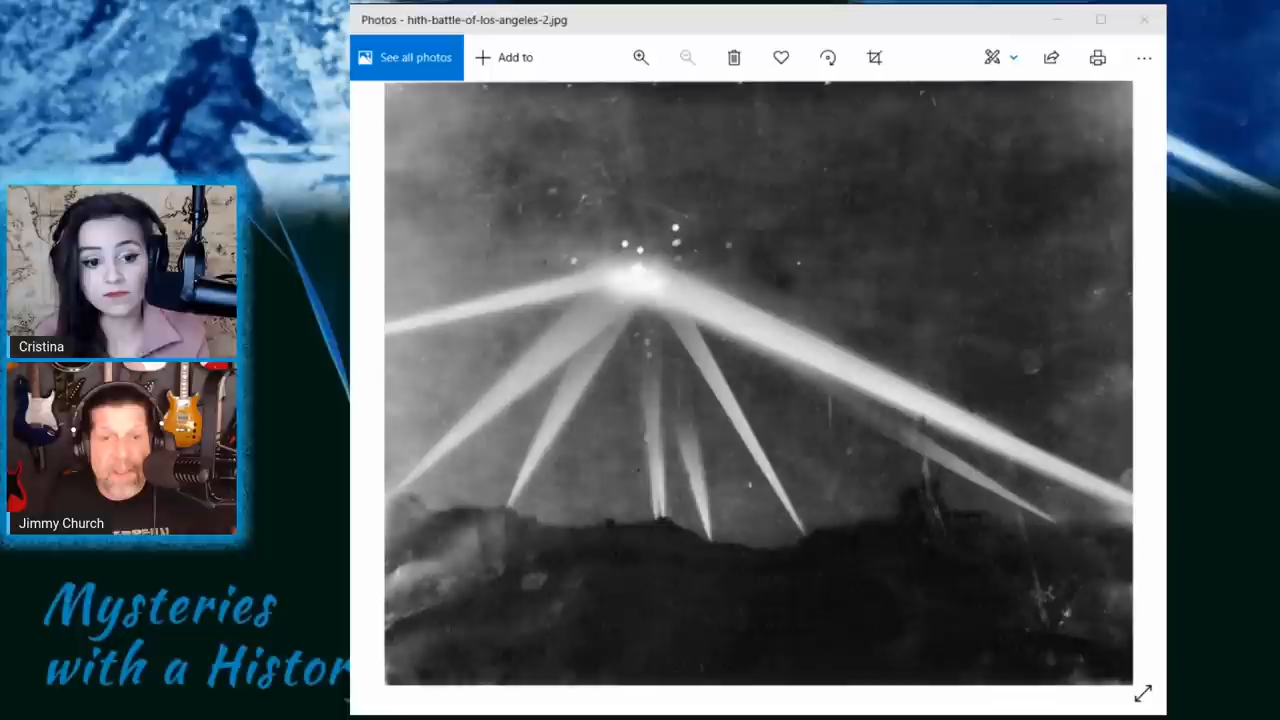 Photos - hith-battle-of-los-angeles-2.jpg
See all photos
Add to
Cristina
Jimmy Church
Mysteries
with a Histor